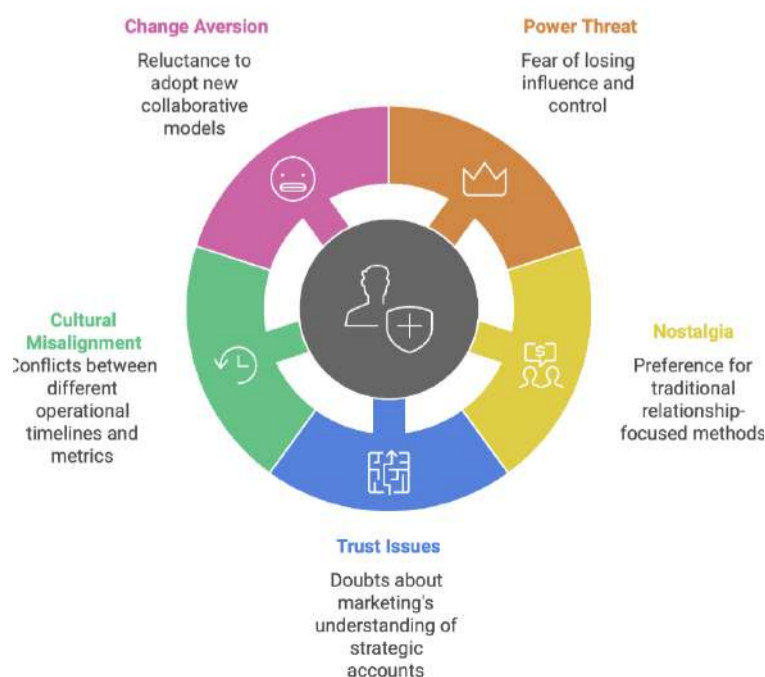 Change Aversion
Reluctance to
adopt new
collaborative
models
Power Threat
Fear of losing
influence and
control
Cultural
Misalignment
Conflicts between
different
operational
timelines and
metrics
Nostalgia
Preference for
traditional
relationship-
focused methods
Trust Issues
Doubts about
marketing's
understanding of
strategic
accounts
$